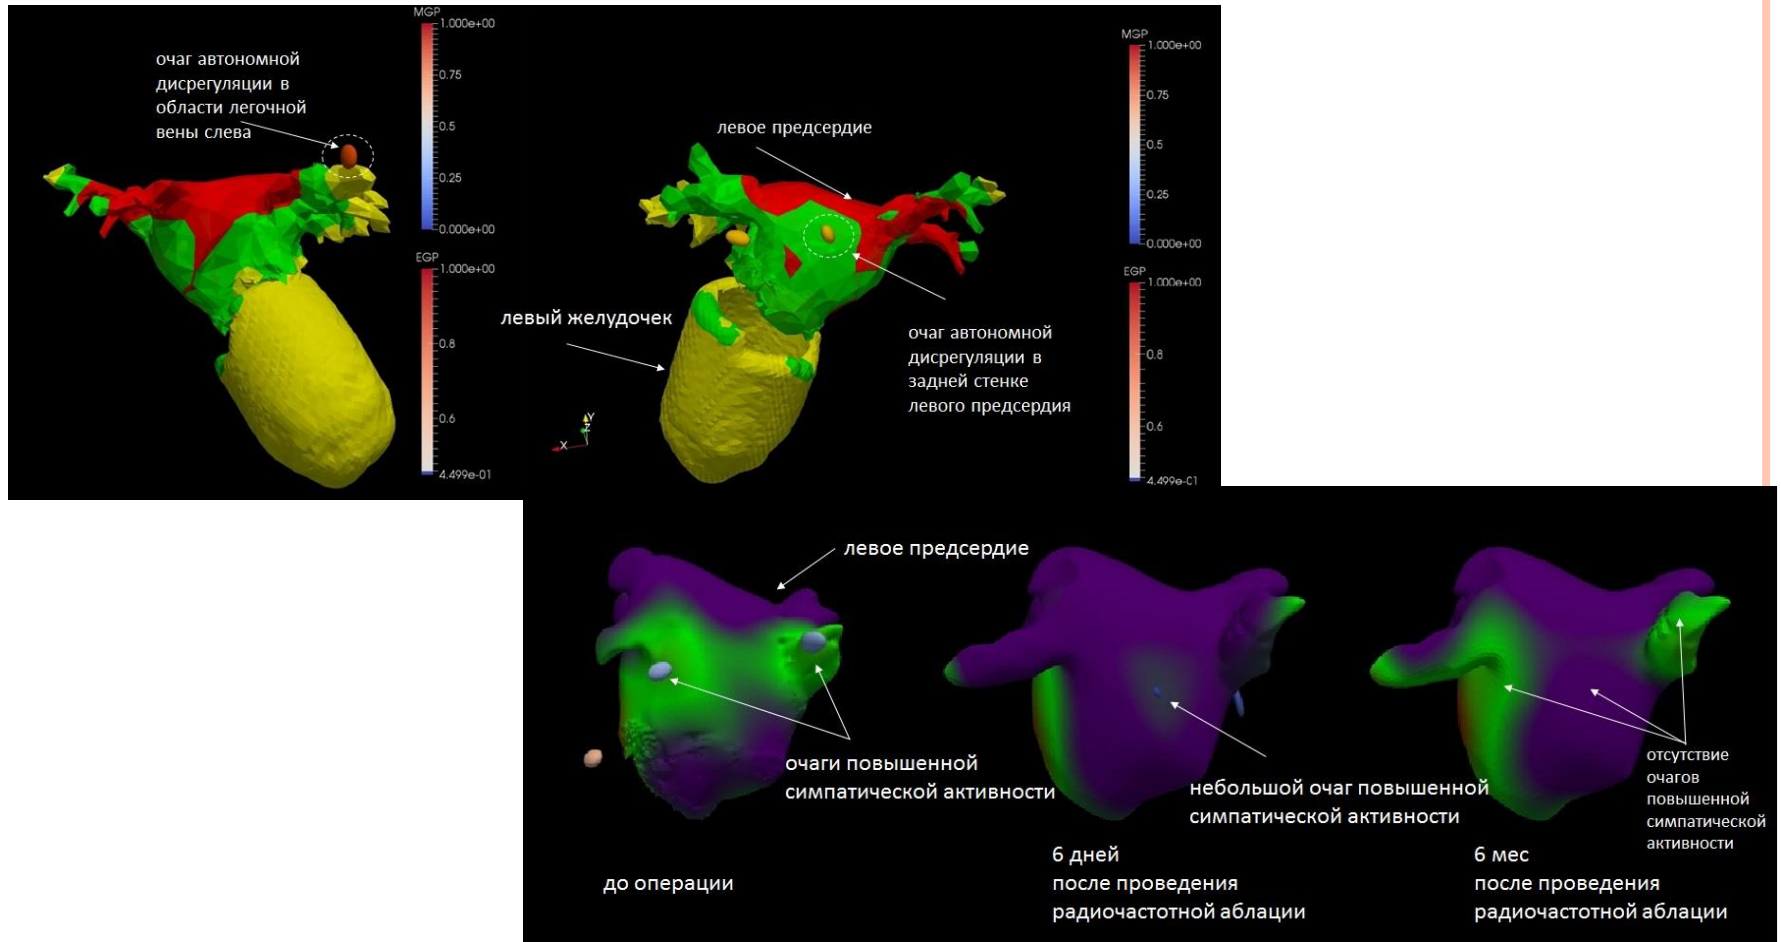 MGP
1.000e+00
0.75
0.5
0.25
0.000e+00
EGP
1.000e+00
0.8
0.6
4.499e-01
очаг автономной
дисрегуляции в
области легочной
вены слева
левое предсердие
левый желудочек
очаг автономной
дисрегуляции в
задней стенке
левого предсердия
X
Y
Z
MGP
1.000e+00
0.75
0.5
0.25
0.000e+00
EGP
1.000e+00
0.8
0.6
4.499e-01
левое предсердие
очаги повышенной
симпатической активности
до операции
небольшой очаг повышенной
симпатической активности
6 дней
после проведения
радиочастотной аблации
отсутствие
очагов
повышенной
симпатической
активности
6 мес
после проведения
радиочастотной аблации